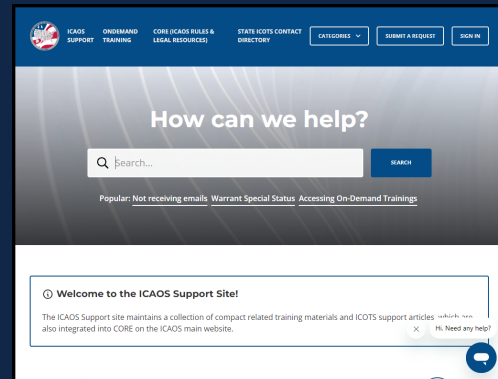 ICAOS SUPPORT
ONDEMAND TRAINING
CORE (ICAOS RULES & LEGAL RESOURCES)
STATE ICOTS CONTACT DIRECTORY
CATEGORIES
SUBMIT A REQUEST
SIGN IN
How can we help?
Search...
SEARCH
Popular: Not receiving emails Warrant Special Status Accessing On-Demand Trainings
Welcome to the ICAOS Support Site!
The ICAOS Support site maintains a collection of compact related training materials and ICOTS support articles, which are
also integrated into CORE on the ICAOS main website.
Hi. Need any help?